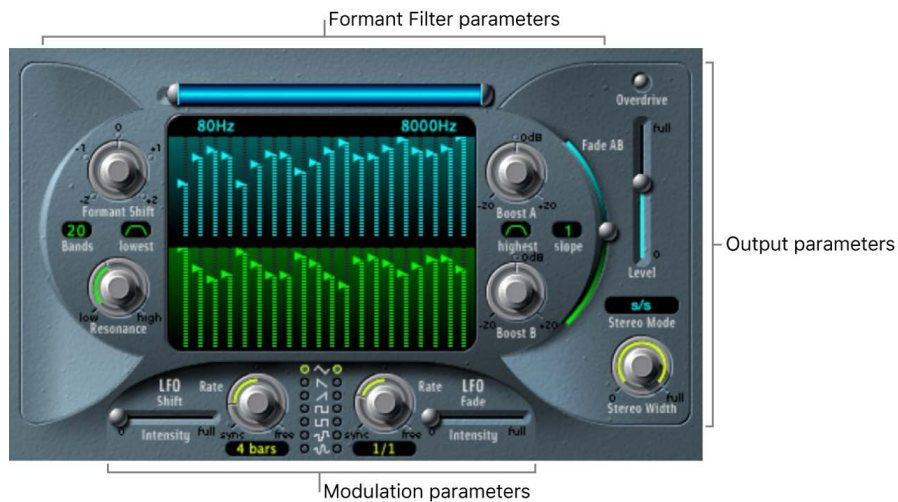 Formant Filter parameters
Overdrive
full
Fade AB
80Hz 8000Hz
0
-1 +1
-2 +2
Formant Shift
0dB
-20 +20
Boost A
20
Bands
lowest
highest
1
slope
Level
0
Output parameters
low high
Resonance
0dB
-20 +20
Boost B
s/s
Stereo Mode
0 full
Stereo Width
LFO
Shift
Rate
0 full
Intensity
sync free
4 bars
Rate
sync free
1/1
LFO
Fade
0 full
Intensity
Modulation parameters